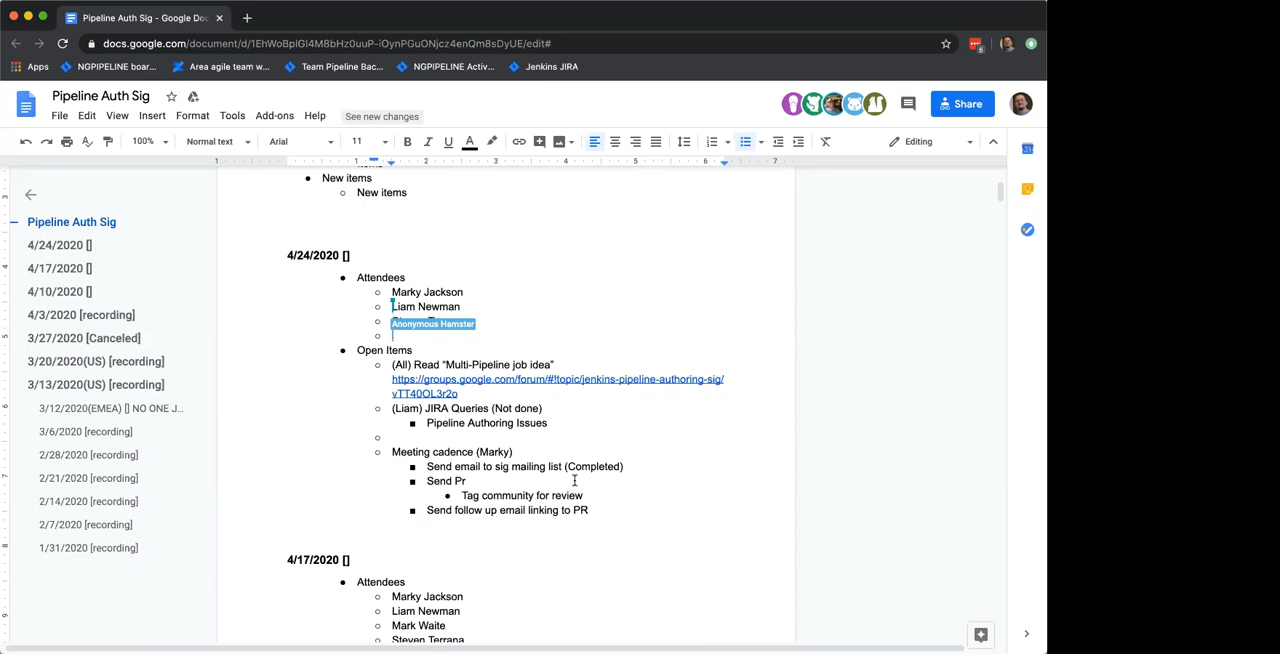 Pipeline Auth Sig - Google Doc
docs.google.com/document/d/1EhWoBplGl4M8bHz0uuP-iOynPGuONjcz4enQm8sDyUE/edit#
Apps NGPIPELINE boar... Area agile team w... Team Pipeline Bac... NGPIPELINE Activ... Jenkins JIRA
Pipeline Auth Sig
File Edit View Insert Format Tools Add-ons Help See new changes
Share
100% Normal text Arial 11 B I U A Editing
1 1 2 3 4 5 6 7
Pipeline Auth Sig
4/24/2020 []
4/17/2020 []
4/10/2020 []
4/3/2020 [recording]
3/27/2020 [Canceled]
3/20/2020(US) [recording]
3/13/2020(US) [recording]
3/12/2020(EMEA) [] NO ONE J...
3/6/2020 [recording]
2/28/2020 [recording]
2/21/2020 [recording]
2/14/2020 [recording]
2/7/2020 [recording]
1/31/2020 [recording]
New items
New items
4/24/2020 []
Attendees
Marky Jackson
Liam Newman
Anonymous Hamster
Open Items
(All) Read “Multi-Pipeline job idea”
https://groups.google.com/forum/#!topic/jenkins-pipeline-authoring-sig/
vTT40OL3r2o
(Liam) JIRA Queries (Not done)
Pipeline Authoring Issues
Meeting cadence (Marky)
Send email to sig mailing list (Completed)
Send Pr
Tag community for review
Send follow up email linking to PR
4/17/2020 []
Attendees
Marky Jackson
Liam Newman
Mark Waite
Steven Terrana